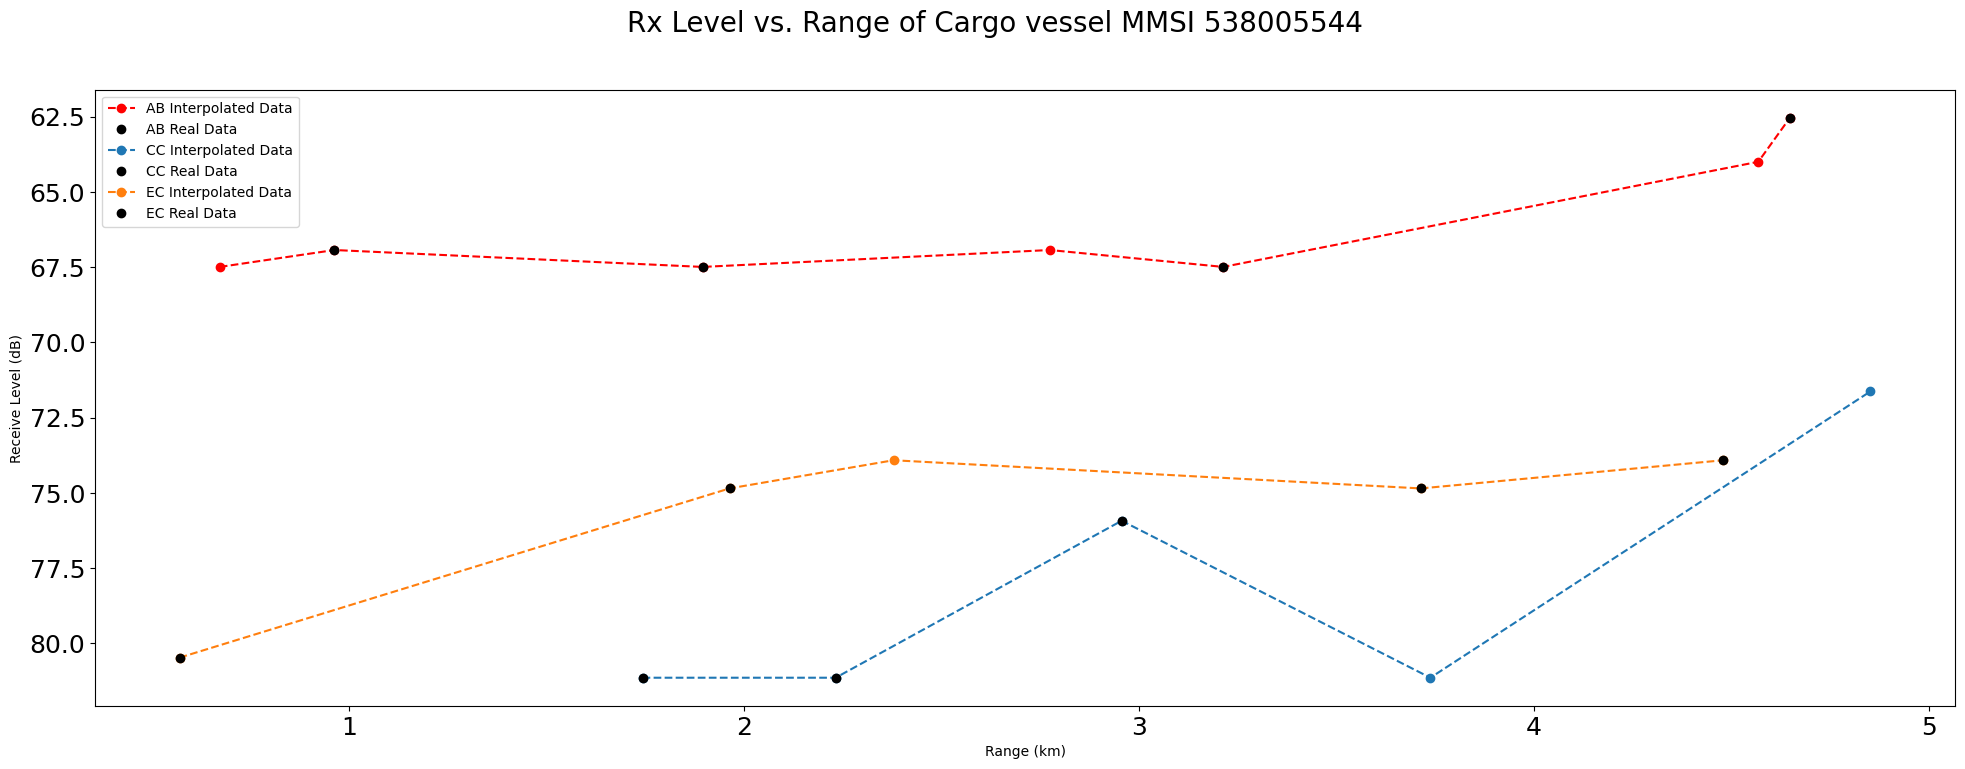 Rx Level vs. Range of Cargo vessel MMSI 538005544
AB Interpolated Data
AB Real Data
CC Interpolated Data
CC Real Data
EC Interpolated Data
EC Real Data
Receive Level (dB)
62.5
65.0
67.5
70.0
72.5
75.0
77.5
80.0
1 2 3 4 5
Range (km)